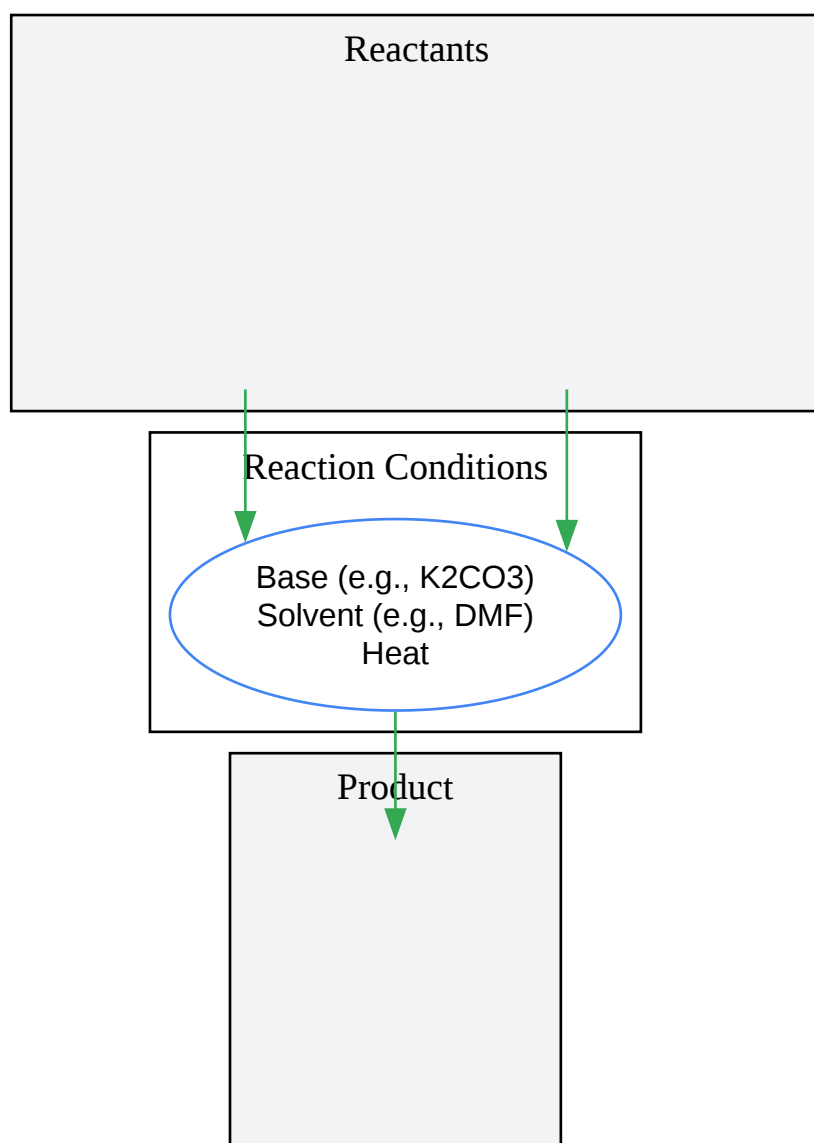 Reactants
Reaction Conditions
Base (e.g., K2CO3)
Solvent (e.g., DMF)
Heat
Product